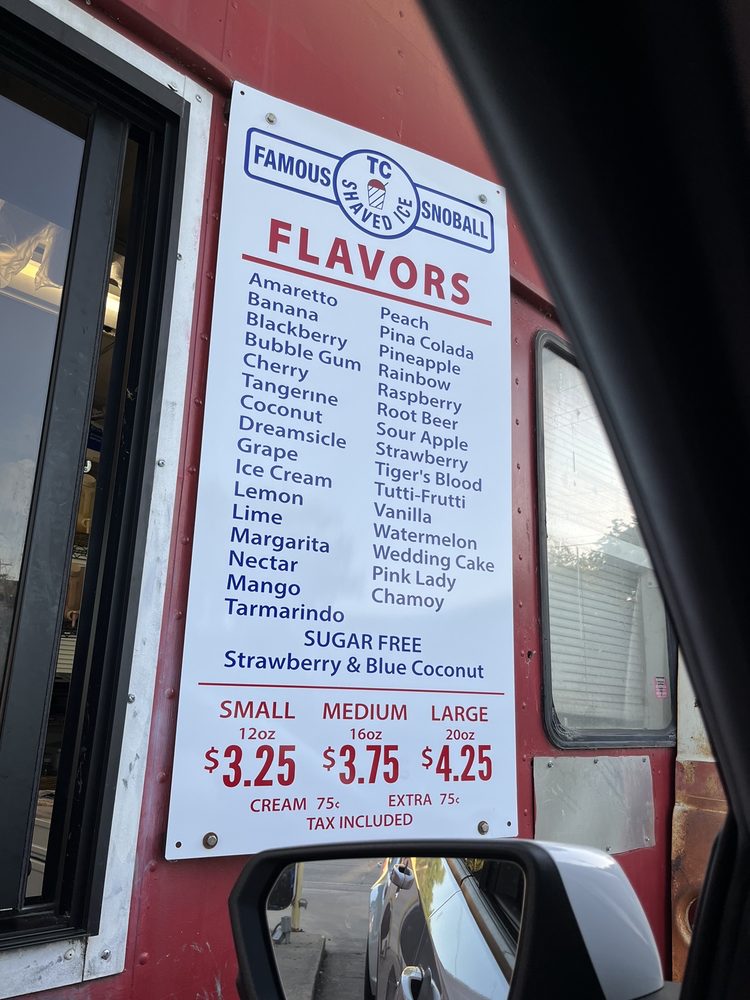 FAMOUS
TC
SHAVED ICE
SNOBALL
FLAVORS
Amaretto
Banana
Blackberry
Bubble Gum
Cherry
Tangerine
Coconut
Dreamsicle
Grape
Ice Cream
Lemon
Lime
Margarita
Nectar
Mango
Tarmarindo
Peach
Pina Colada
Pineapple
Rainbow
Raspberry
Root Beer
Sour Apple
Strawberry
Tiger's Blood
Tutti-Frutti
Vanilla
Watermelon
Wedding Cake
Pink Lady
Chamoy
SUGAR FREE
Strawberry & Blue Coconut
SMALL MEDIUM LARGE
12oz 16oz 20oz
$3.25 $3.75 $4.25
CREAM 75¢ EXTRA 75¢
TAX INCLUDED